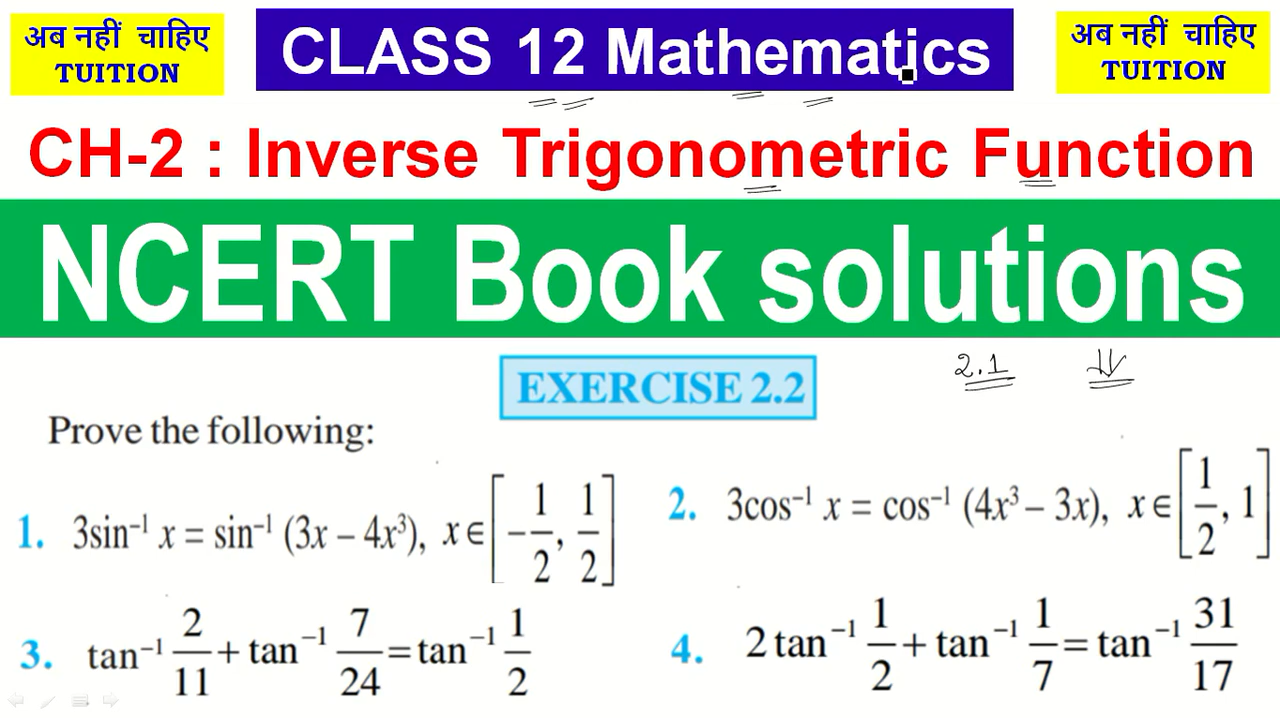 अब नहीं चाहिए
TUITION
CLASS 12 Mathematics
अब नहीं चाहिए
TUITION
CH-2 : Inverse Trigonometric Function
NCERT Book solutions
2.1
EXERCISE 2.2
Prove the following:
1. 3sin⁻¹ x = sin⁻¹ (3x – 4x³), x ∈ [–1/2, 1/2]
2. 3cos⁻¹ x = cos⁻¹ (4x³ – 3x), x ∈ [1/2, 1]
3. tan⁻¹ 2/11 + tan⁻¹ 7/24 = tan⁻¹ 1/2
4. 2 tan⁻¹ 1/2 + tan⁻¹ 1/7 = tan⁻¹ 31/17